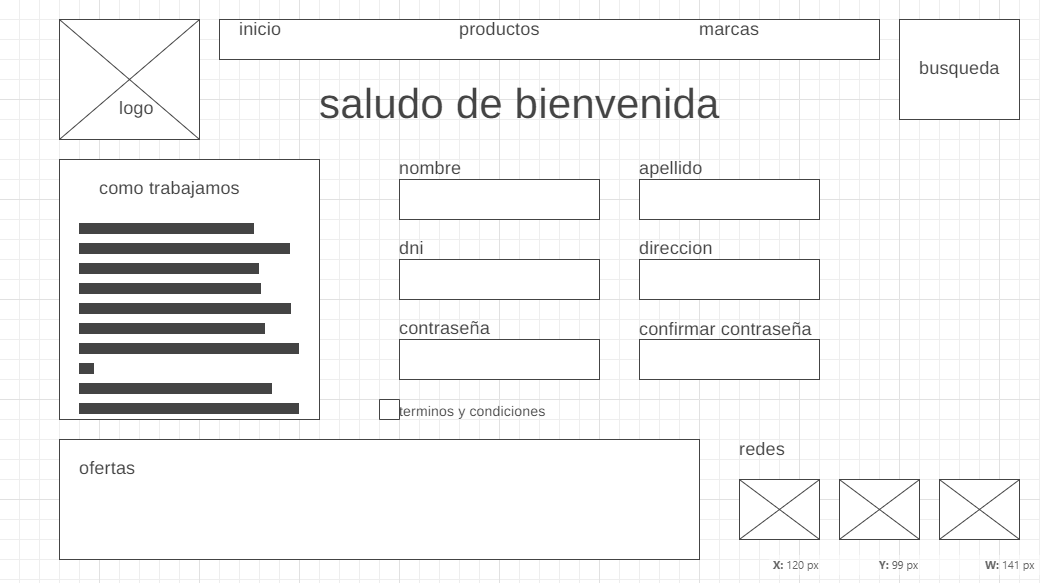 inicio productos marcas
busqueda
logo
saludo de bienvenida
como trabajamos
nombre apellido
dni direccion
contraseña confirmar contraseña
terminos y condiciones
ofertas
redes
X: 120 px Y: 99 px W: 141 px